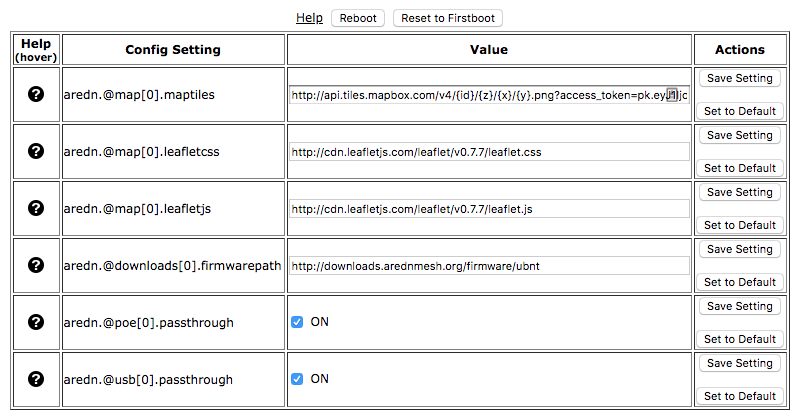 Help Reboot Reset to Firstboot
Help (hover) Config Setting Value Actions
aredn.@map[0].maptiles http://api.tiles.mapbox.com/v4/{id}/{z}/{x}/{y}.png?access_token=pk. Save Setting
Set to Default
aredn.@map[0].leafletcss http://cdn.leafletjs.com/leaflet/v0.7.7/leaflet.css Save Setting
Set to Default
aredn.@map[0].leafletjs http://cdn.leafletjs.com/leaflet/v0.7.7/leaflet.js Save Setting
Set to Default
aredn.@downloads[0].firmwarepath http://downloads.arednmesh.org/firmware/ubnt Save Setting
Set to Default
aredn.@poe[0].passthrough ON Save Setting
Set to Default
aredn.@usb[0].passthrough ON Save Setting
Set to Default